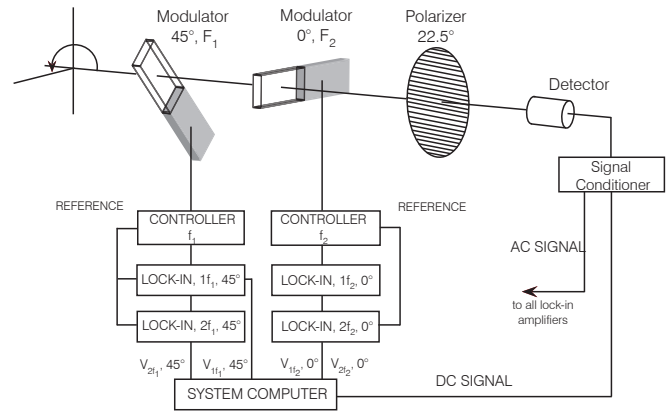 Modulator
45°, F1
Modulator
0°, F2
Polarizer
22.5°
Detector
Signal
Conditioner
REFERENCE
CONTROLLER
f1
CONTROLLER
f2
REFERENCE
LOCK-IN, 1f1, 45°
LOCK-IN, 1f2, 0°
AC SIGNAL
to all lock-in
amplifiers
LOCK-IN, 2f1, 45°
LOCK-IN, 2f2, 0°
V2f1, 45°
V1f1, 45°
V1f2, 0°
V2f2, 0°
SYSTEM COMPUTER
DC SIGNAL